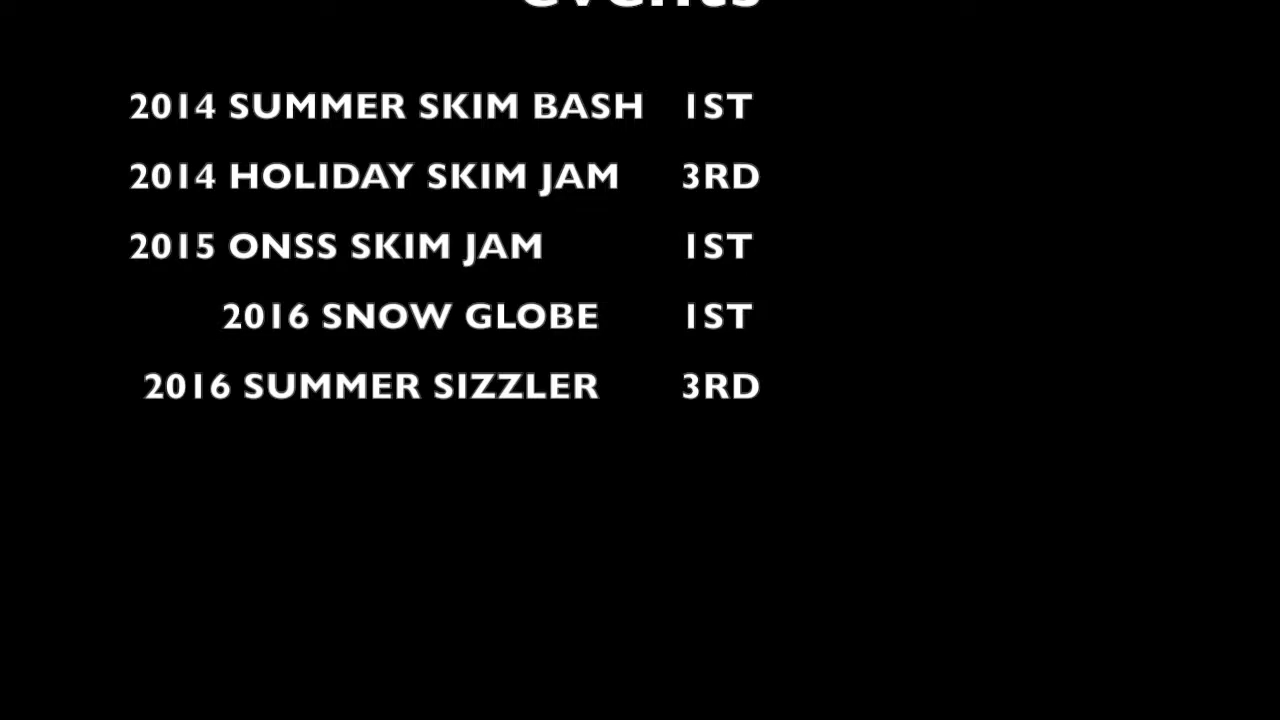 events
2014 SUMMER SKIM BASH 1ST
2014 HOLIDAY SKIM JAM 3RD
2015 ONSS SKIM JAM 1ST
2016 SNOW GLOBE 1ST
2016 SUMMER SIZZLER 3RD